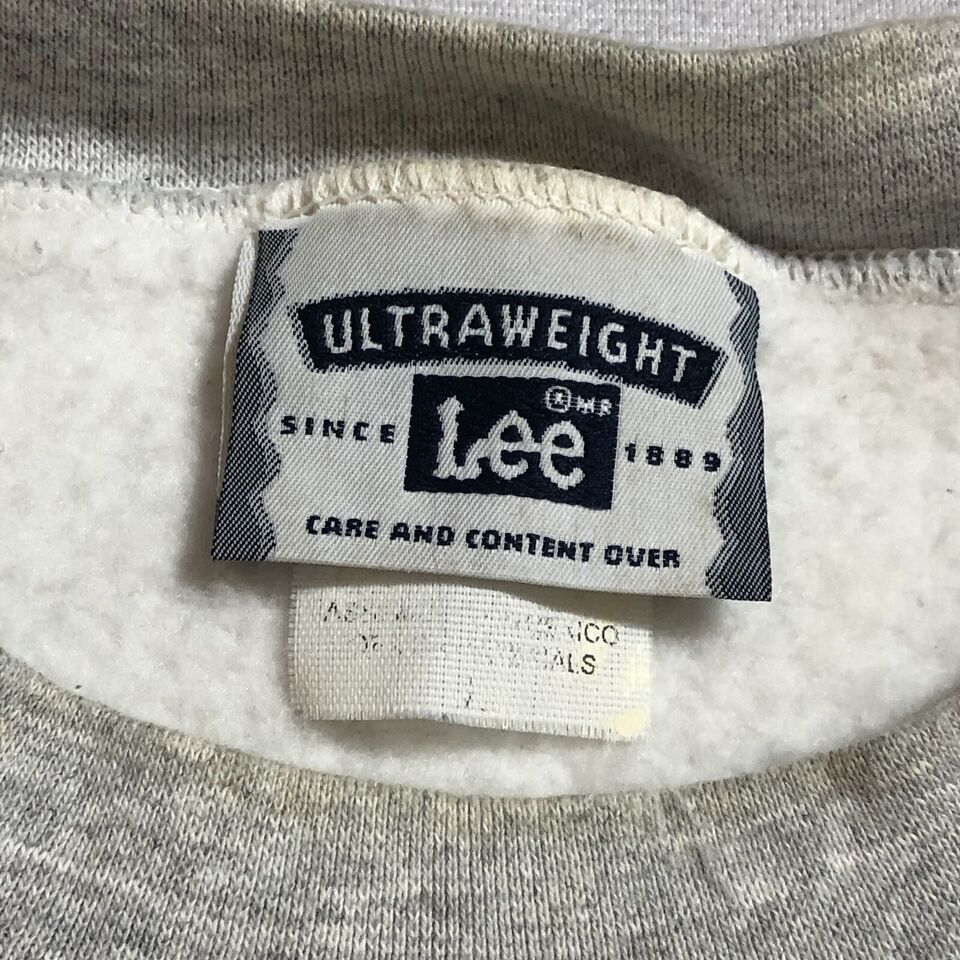 ULTRAWEIGHT
® MR
SINCE Lee 1889
CARE AND CONTENT OVER